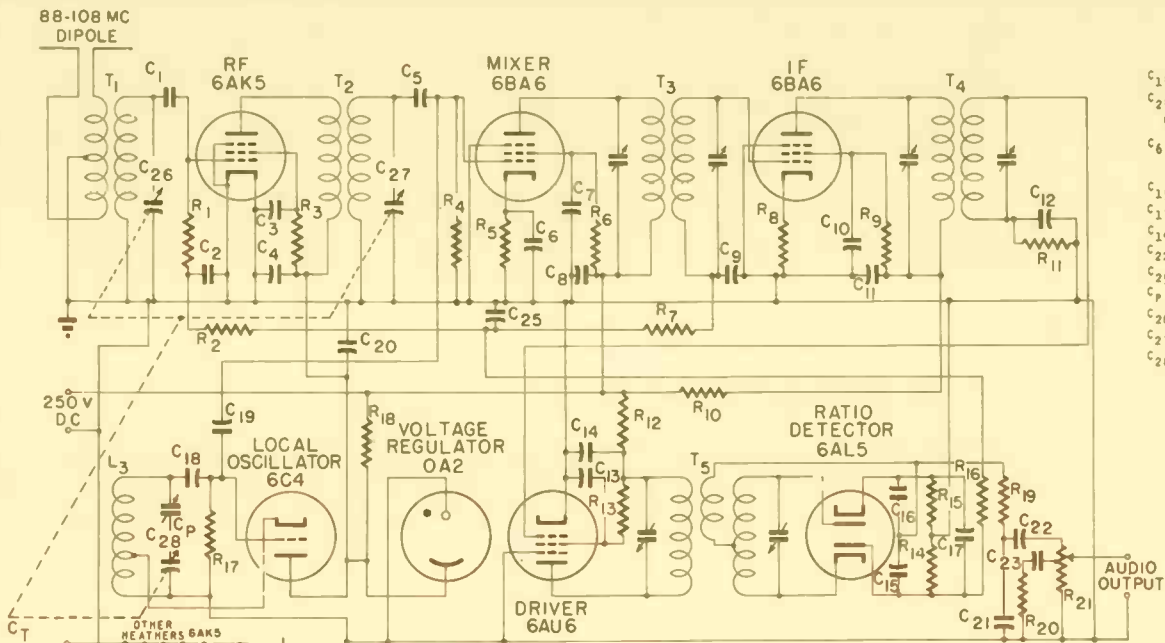 88-108 MC
DIPOLE
T1
C1
RF
6AK5
T2
C5
MIXER
6BA6
T3
IF
6BA6
T4
C1
C2
C6
C26
R1
C2
C3
C4
R3
C27
R4
R5
C6
C7
R6
C8
C9
R8
C10
R9
C11
C12
R11
R2
C20
C25
R7
250 V
D.C.
C19
R18
VOLTAGE
REGULATOR
OA2
R12
R10
RATIO
DETECTOR
6AL5
L3
C18
LOCAL
OSCILLATOR
6C4
C14
C13
R13
T5
CP
C28
R17
C16
R15
R14
C15
C17
R16
R19
C22
C23
R20
R21
C21
AUDIO
OUTPUT
DRIVER
6AU6
CT
OTHER
HEATHERS 6AK5